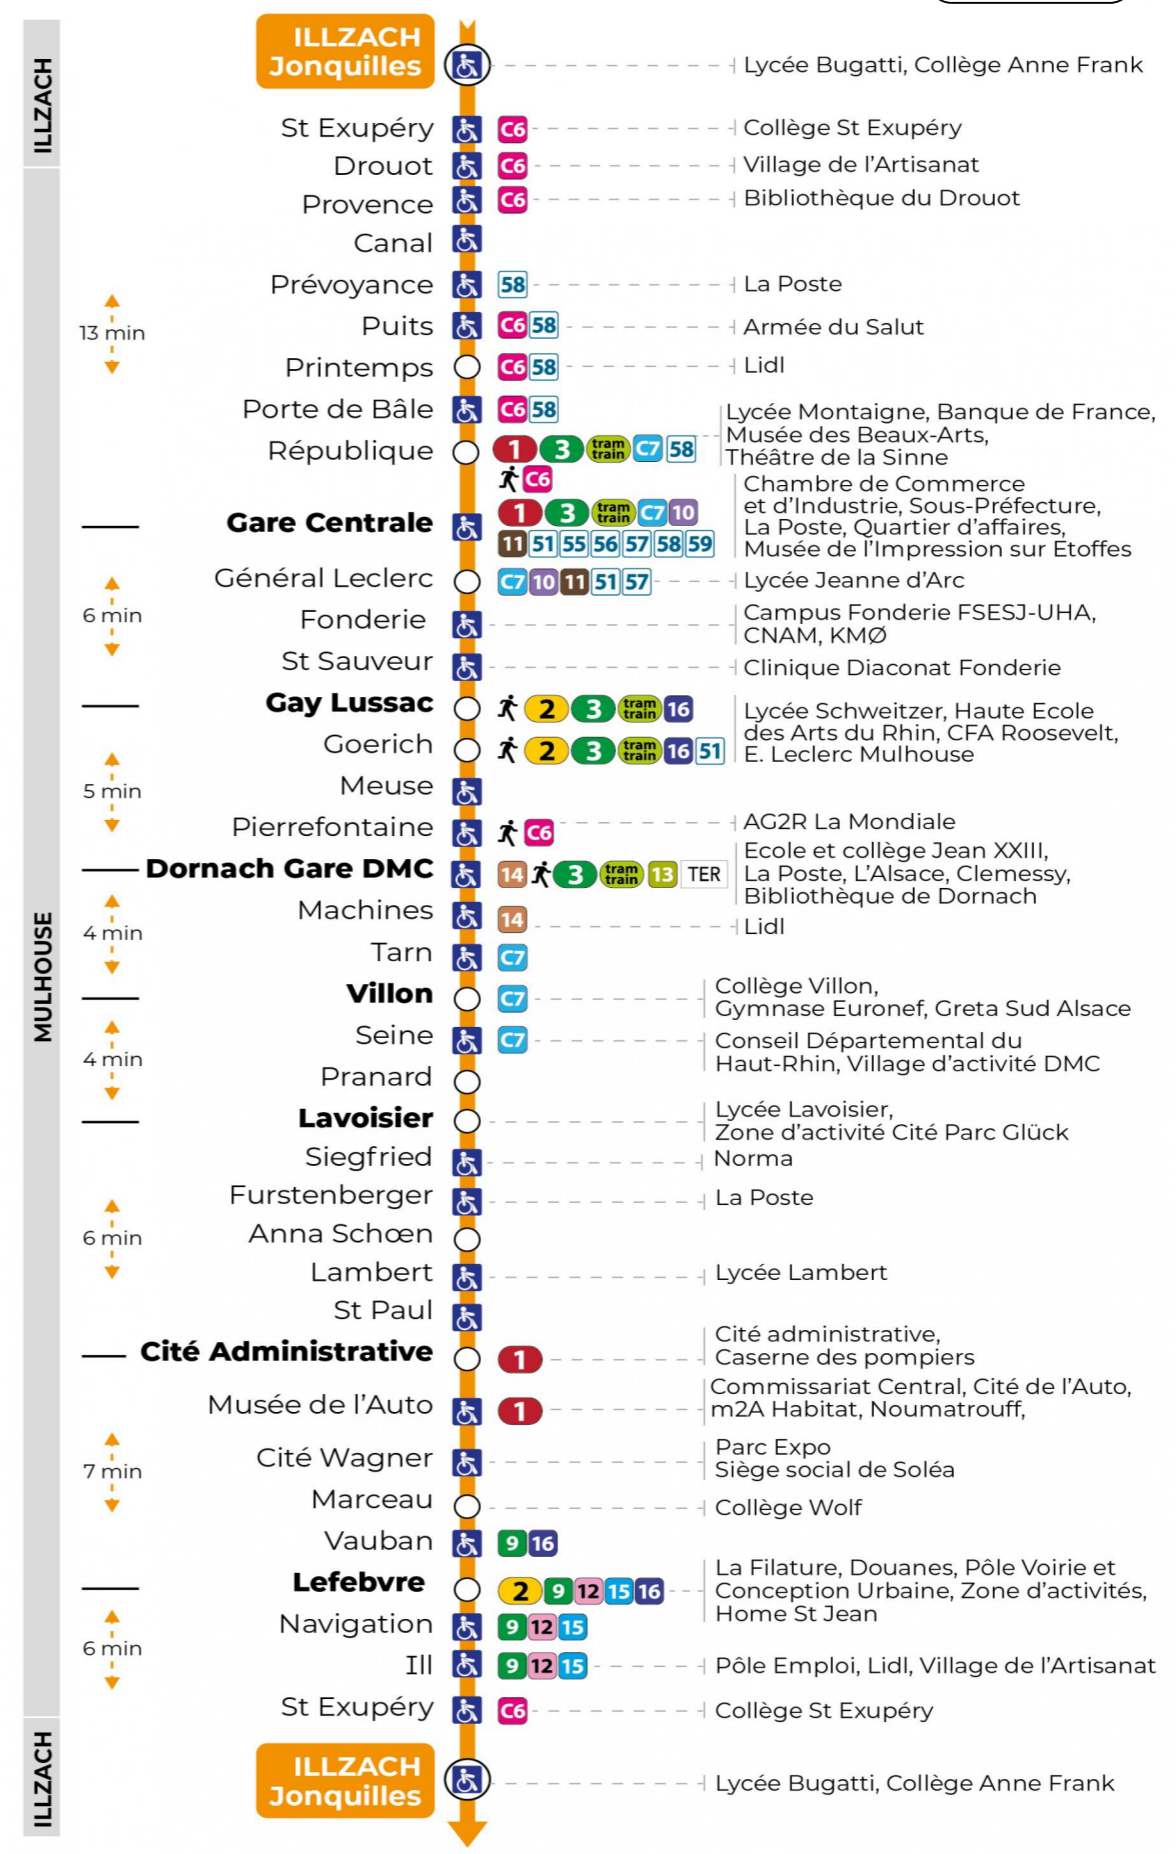 ILLZACH
ILLZACH
Jonquilles
Lycée Bugatti, Collège Anne Frank
St Exupéry C6 Collège St Exupéry
Drouot C6 Village de l'Artisanat
Provence C6 Bibliothèque du Drouot
Canal
Prévoyance 58 La Poste
13 min
Puits C6 58 Armée du Salut
Printemps C6 58 Lidl
Porte de Bâle C6 58
République 1 3 tram train C7 58
Lycée Montaigne, Banque de France,
Musée des Beaux-Arts,
Théâtre de la Sinne
C6
Gare Centrale 1 3 tram train C7 10
11 51 55 56 57 58 59
Chambre de Commerce
et d'Industrie, Sous-Préfecture,
La Poste, Quartier d'affaires,
Musée de l'Impression sur Etoffes
Général Leclerc C7 10 11 51 57 Lycée Jeanne d'Arc
6 min
Fonderie
Campus Fonderie FSESJ-UHA,
CNAM, KMØ
St Sauveur Clinique Diaconat Fonderie
Gay Lussac 2 3 tram train 16
Goerich 2 3 tram train 16 51
Lycée Schweitzer, Haute Ecole
des Arts du Rhin, CFA Roosevelt,
E. Leclerc Mulhouse
5 min
Meuse
Pierrefontaine C6 AG2R La Mondiale
Dornach Gare DMC 14 3 tram train 13 TER
Ecole et collège Jean XXIII,
La Poste, L'Alsace, Clemessy,
Bibliothèque de Dornach
MULHOUSE
4 min
Machines 14 Lidl
Tarn C7
Villon C7
Collège Villon,
Gymnase Euronef, Greta Sud Alsace
4 min
Seine C7
Conseil Départemental du
Haut-Rhin, Village d'activité DMC
Pranard
Lavoisier
Lycée Lavoisier,
Zone d'activité Cité Parc Glück
Siegfried Norma
Furstenberger La Poste
6 min
Anna Schœn
Lambert Lycée Lambert
St Paul
Cité Administrative 1
Cité administrative,
Caserne des pompiers
Musée de l'Auto 1
Commissariat Central, Cité de l'Auto,
m2A Habitat, Noumatrouff,
7 min
Cité Wagner
Parc Expo
Siège social de Soléa
Marceau Collège Wolf
Vauban 9 16
Lefebvre 2 9 12 15 16
La Filature, Douanes, Pôle Voirie et
Conception Urbaine, Zone d'activités,
Home St Jean
6 min
Navigation 9 12 15
Ill 9 12 15 Pôle Emploi, Lidl, Village de l'Artisanat
St Exupéry C6 Collège St Exupéry
ILLZACH
ILLZACH
Jonquilles
Lycée Bugatti, Collège Anne Frank